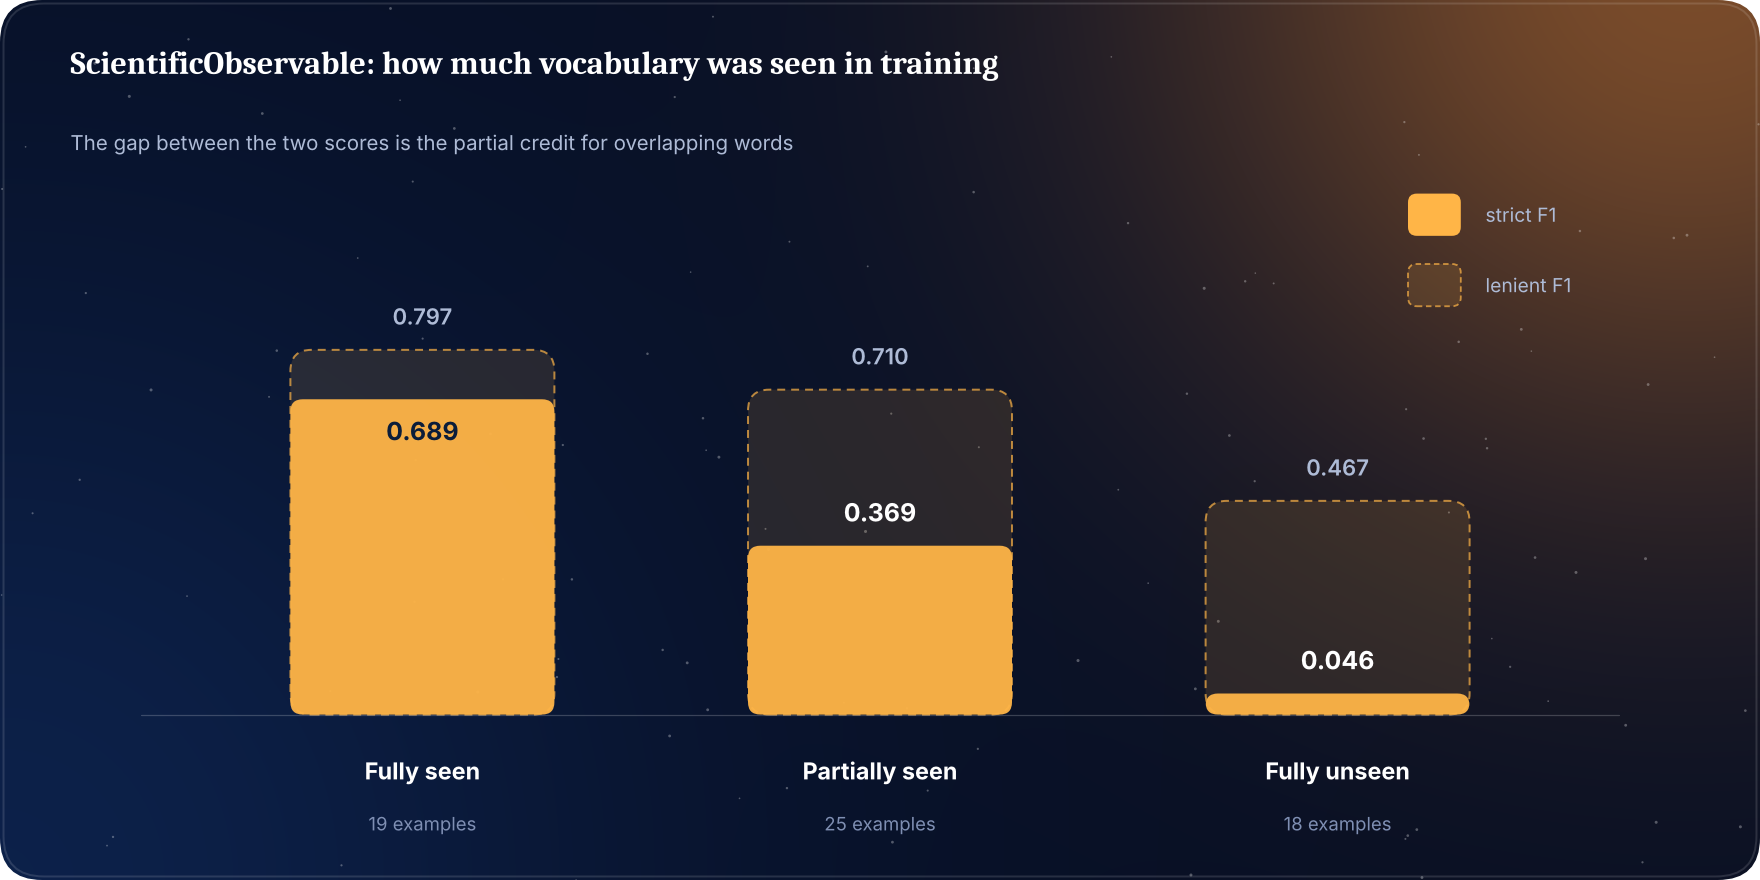 ScientificObservable: how much vocabulary was seen in training
The gap between the two scores is the partial credit for overlapping words
strict F1
lenient F1
0.797
0.689
0.710
0.369
0.467
0.046
Fully seen
Partially seen
Fully unseen
19 examples
25 examples
18 examples